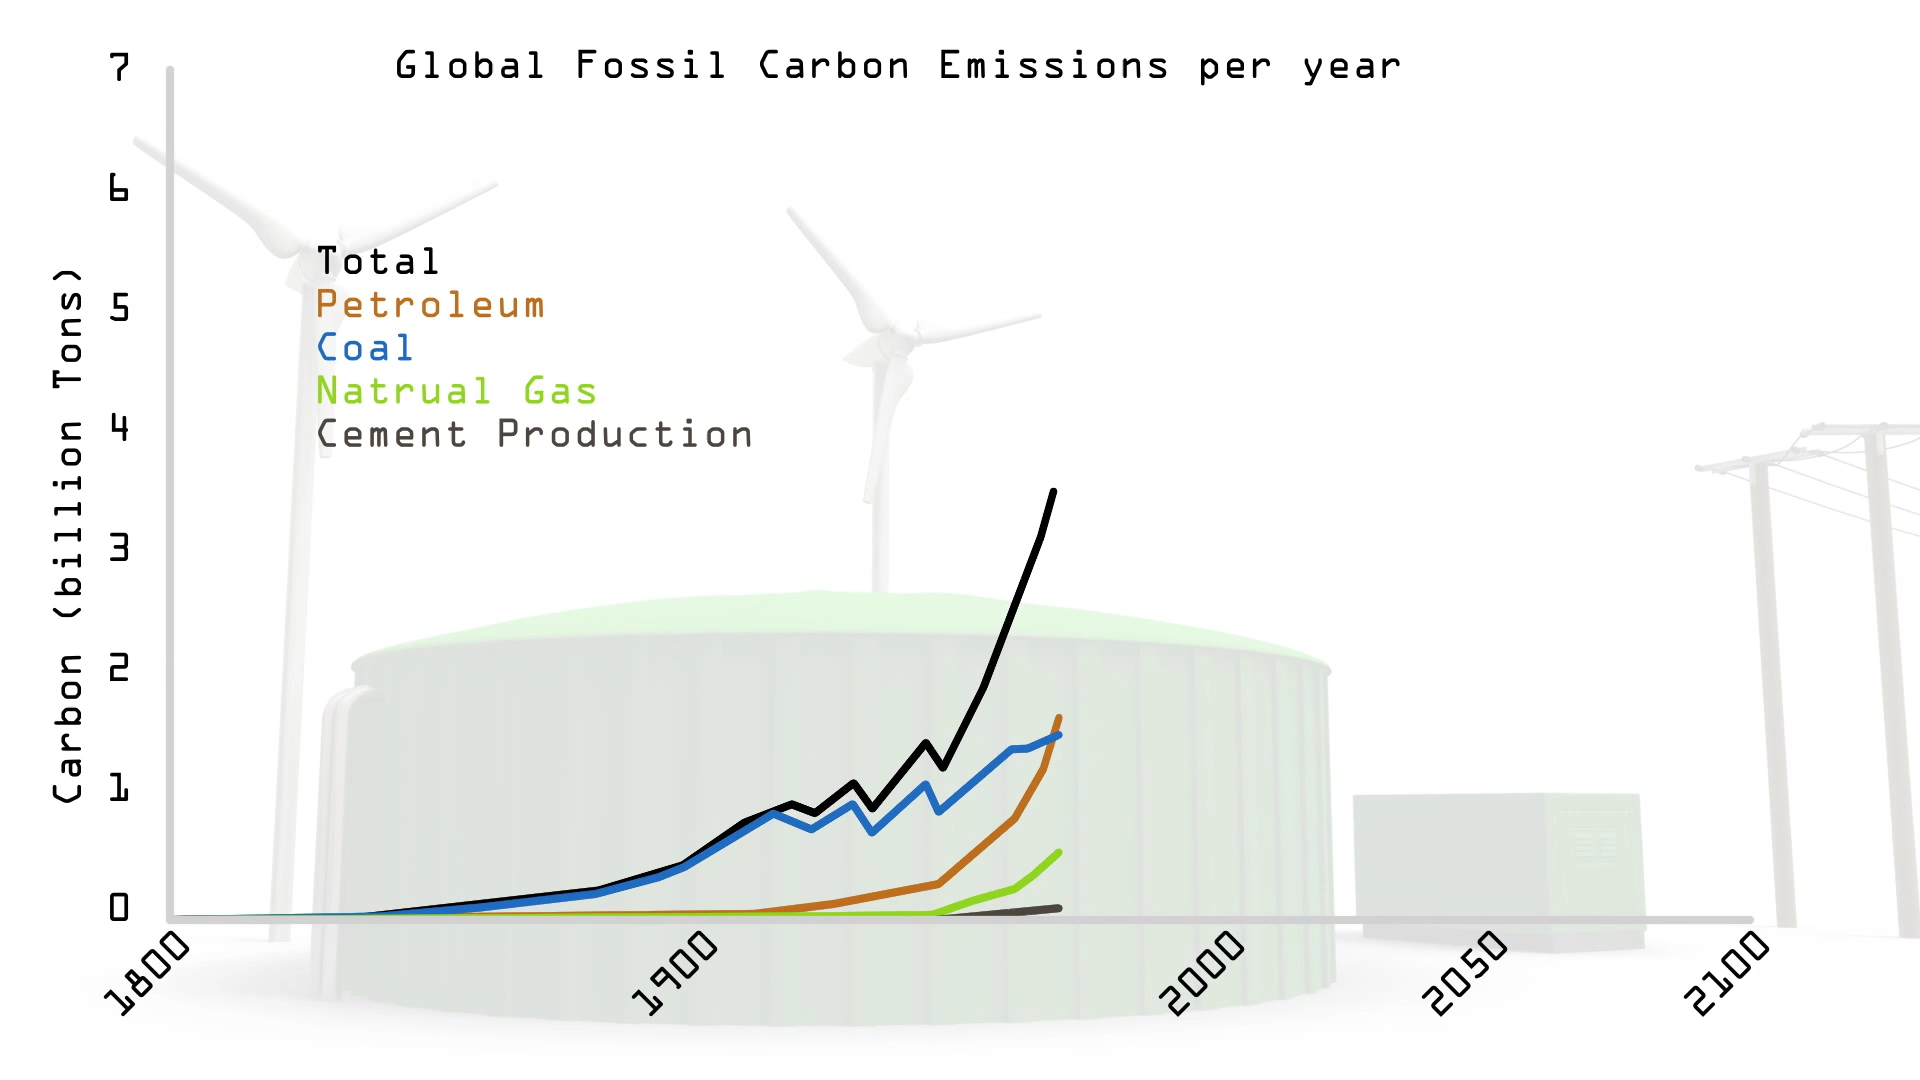 Global Fossil Carbon Emissions per year
7
6
5
4
3
2
1
0
Carbon (billion Tons)
Total
Petroleum
Coal
Natrual Gas
Cement Production
1800
1900
2000
2050
2100